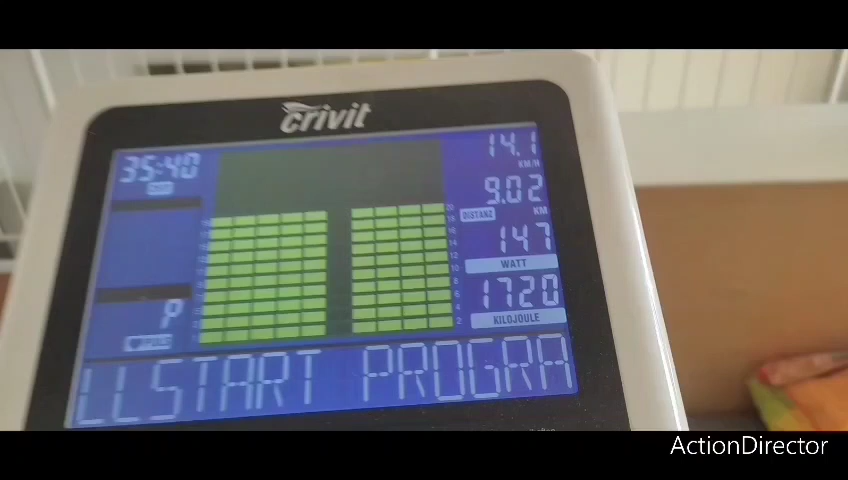 crivit
35:40
14.1
KM/H
9.02
DISTANZ
KM
147
WATT
1720
KILOJOULE
P
LLSTART PROGRA
ActionDirector